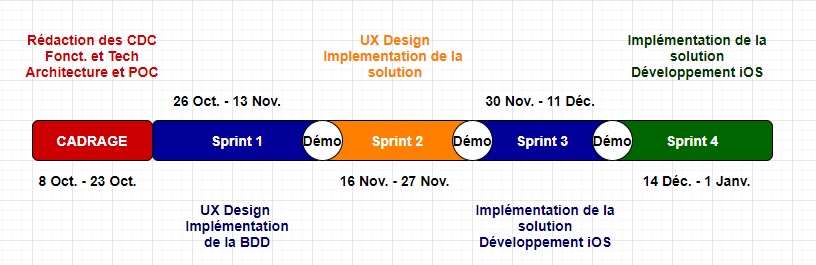 Rédaction des CDC
Fonct. et Tech
Architecture et POC
UX Design
Implementation de la
solution
Implémentation de la
solution
Développement iOS
26 Oct. - 13 Nov.
30 Nov. - 11 Déc.
CADRAGE
Sprint 1
Démo
Sprint 2
Démo
Sprint 3
Démo
Sprint 4
8 Oct. - 23 Oct.
16 Nov. - 27 Nov.
14 Déc. - 1 Janv.
UX Design
Implémentation
de la BDD
Implémentation de la
solution
Développement iOS